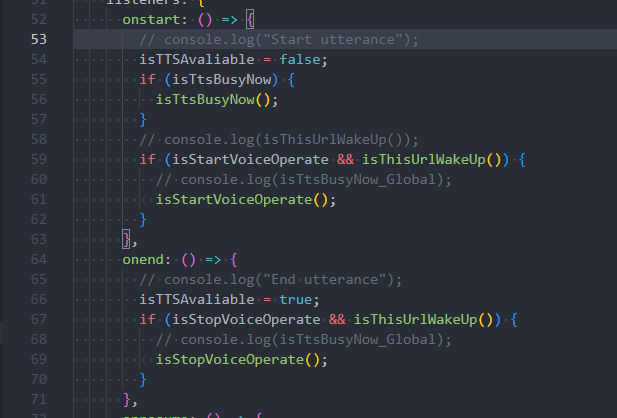 51 listeners: {
52 onstart: () => {
53 // console.log("Start utterance");
54 isTTSAvaliable = false;
55 if (isTtsBusyNow) {
56 isTtsBusyNow();
57 }
58 // console.log(isThisUrlWakeUp());
59 if (isStartVoiceOperate && isThisUrlWakeUp()) {
60 // console.log(isTtsBusyNow_Global);
61 isStartVoiceOperate();
62 }
63 },
64 onend: () => {
65 // console.log("End utterance");
66 isTTSAvaliable = true;
67 if (isStopVoiceOperate && isThisUrlWakeUp()) {
68 // console.log(isTtsBusyNow_Global);
69 isStopVoiceOperate();
70 }
71 },
72 : () => {